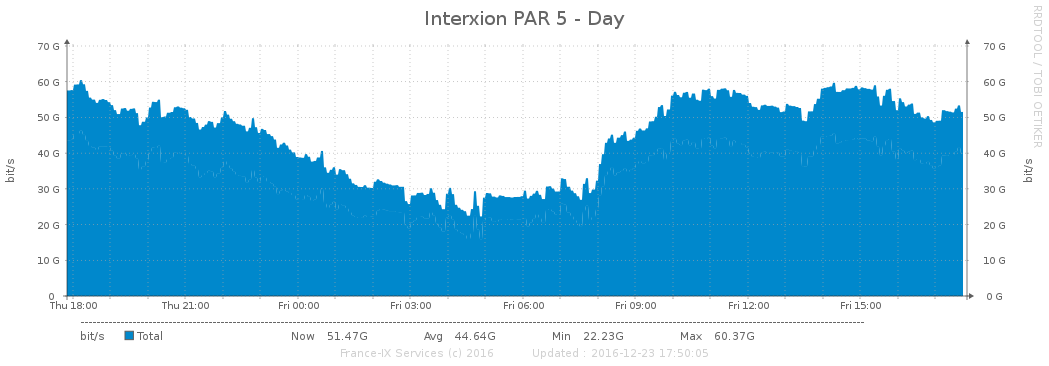 Interxion PAR 5 - Day
RRDTOOL / TOBI OETIKER
70 G 70 G
60 G 60 G
50 G 50 G
40 G 40 G
30 G 30 G
20 G 20 G
10 G 10 G
0 0 G
bit/s bit/s
Thu 18:00 Thu 21:00 Fri 00:00 Fri 03:00 Fri 06:00 Fri 09:00 Fri 12:00 Fri 15:00
bit/s Total Now 51.47G Avg 44.64G Min 22.23G Max 60.37G
France-IX Services (c) 2016 Updated : 2016-12-23 17:50:05